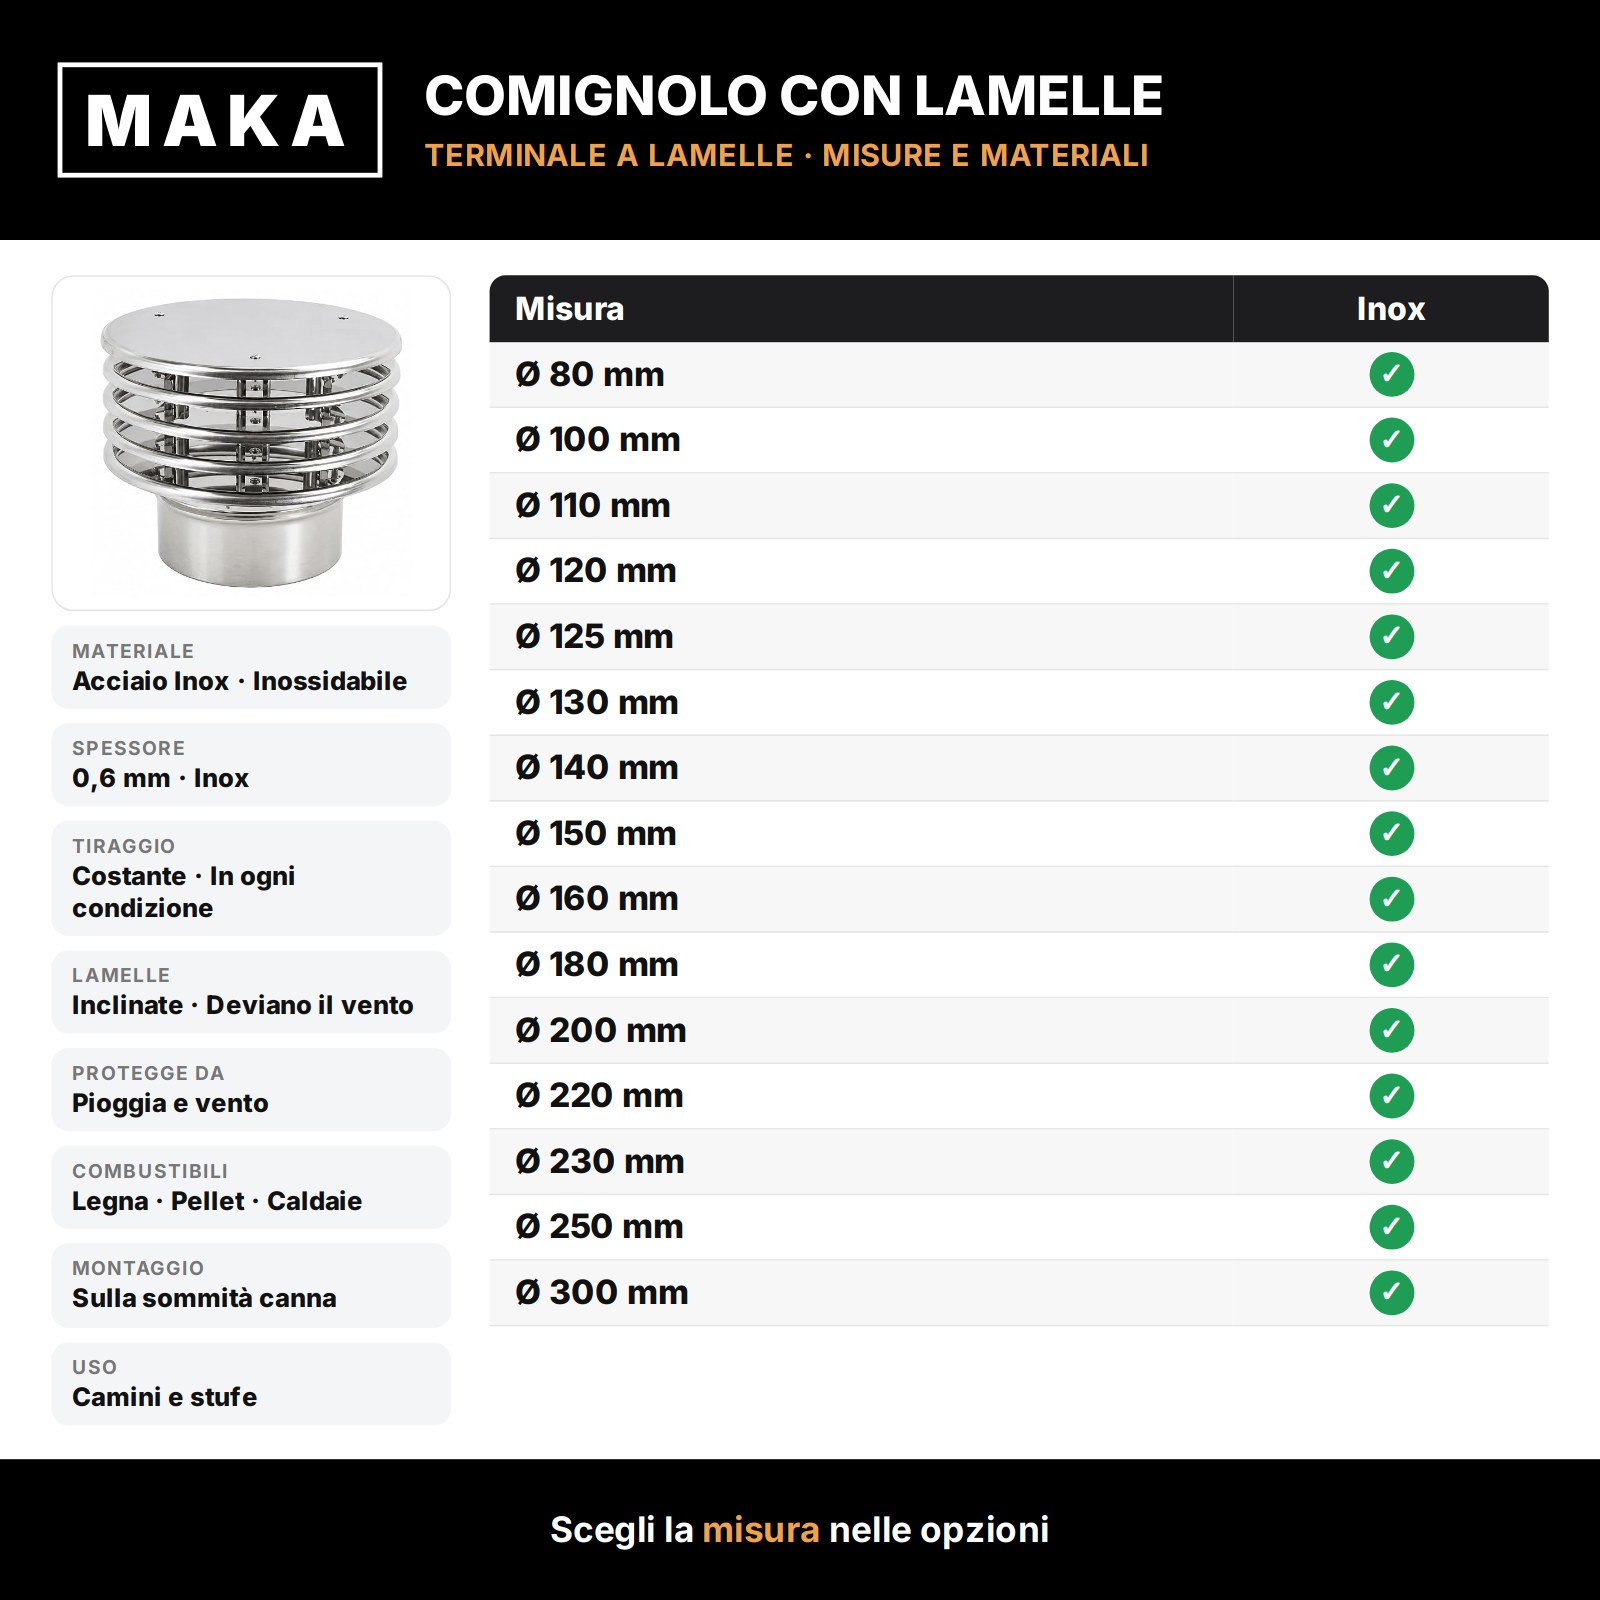 MAKA
COMIGNOLO CON LAMELLE
TERMINALE A LAMELLE · MISURE E MATERIALI
MATERIALE
Acciaio Inox · Inossidabile
SPESSORE
0,6 mm · Inox
TIRAGGIO
Costante · In ogni
condizione
LAMELLE
Inclinate · Deviano il vento
PROTEGGE DA
Pioggia e vento
COMBUSTIBILI
Legna · Pellet · Caldaie
MONTAGGIO
Sulla sommità canna
USO
Camini e stufe
Misura Inox
Ø 80 mm ✓
Ø 100 mm ✓
Ø 110 mm ✓
Ø 120 mm ✓
Ø 125 mm ✓
Ø 130 mm ✓
Ø 140 mm ✓
Ø 150 mm ✓
Ø 160 mm ✓
Ø 180 mm ✓
Ø 200 mm ✓
Ø 220 mm ✓
Ø 230 mm ✓
Ø 250 mm ✓
Ø 300 mm ✓
Scegli la misura nelle opzioni